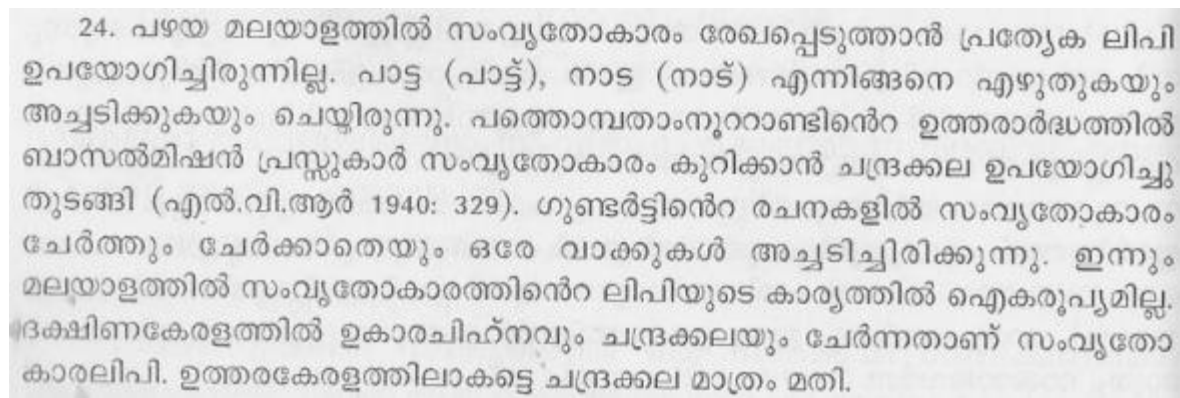 24. പഴയ മലയാളത്തിൽ സംവൃതോകാരം രേഖപ്പെടുത്താൻ പ്രത്യേക ലിപി
ഉപയോഗിച്ചിരുന്നില്ല. പാട്ട (പാട്ട്), നാട (നാട്) എന്നിങ്ങനെ എഴുതുകയും
അച്ചടിക്കുകയും ചെയ്തിരുന്നു. പത്തൊമ്പതാംനൂററാണ്ടിൻെറ ഉത്തരാർദ്ധത്തിൽ
ബാസൽമിഷൻ പ്രസ്സുകാർ സംവൃതോകാരം കുറിക്കാൻ ചന്ദ്രക്കല ഉപയോഗിച്ചു
തുടങ്ങി (എൽ.വി.ആർ 1940: 329). ഗുണ്ടർട്ടിൻെറ രചനകളിൽ സംവൃതോകാരം
ചേർത്തും ചേർക്കാതെയും ഒരേ വാക്കുകൾ അച്ചടിച്ചിരിക്കുന്നു. ഇന്നും
മലയാളത്തിൽ സംവൃതോകാരത്തിൻെറ ലിപിയുടെ കാര്യത്തിൽ ഐകരൂപ്യമില്ല.
ദക്ഷിണകേരളത്തിൽ ഉകാരചിഹ്നവും ചന്ദ്രക്കലയും ചേർന്നതാണ് സംവൃതോ
കാരലിപി. ഉത്തരകേരളത്തിലാകട്ടെ ചന്ദ്രക്കല മാത്രം മതി.